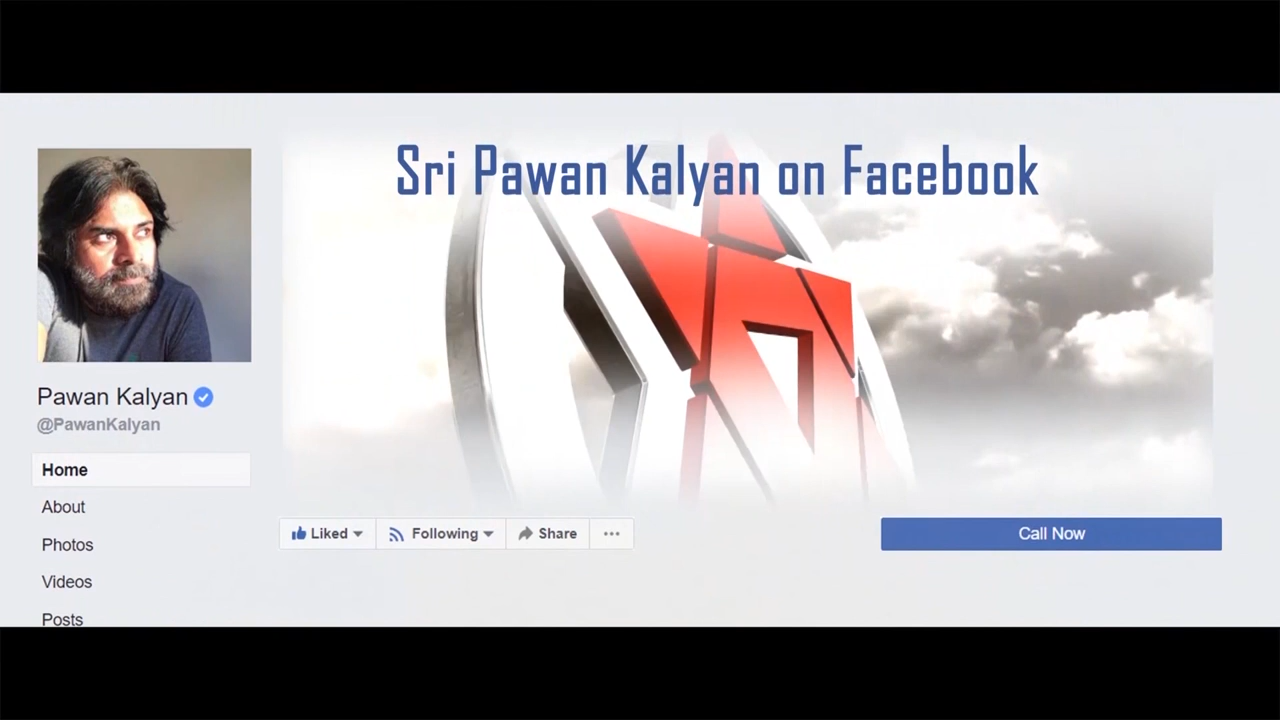 Sri Pawan Kalyan on Facebook
Pawan Kalyan
@PawanKalyan
Home
About
Photos
Videos
Posts
Liked
Following
Share
Call Now